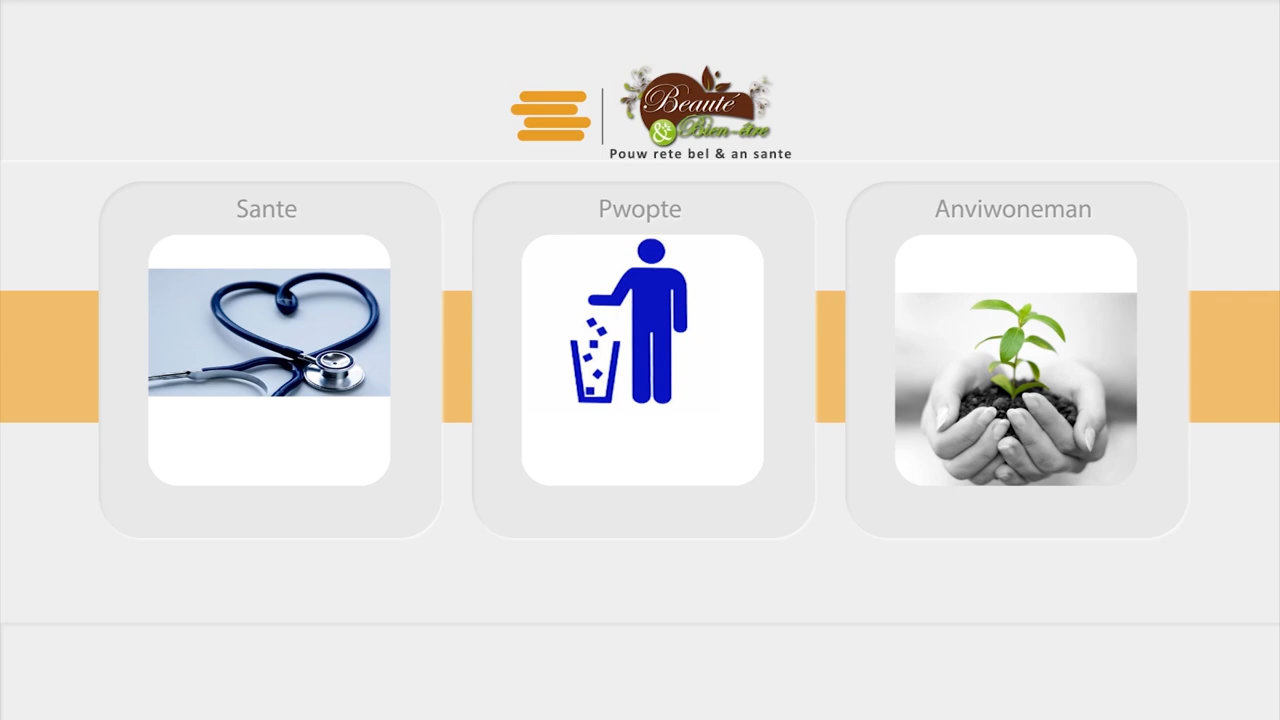 Beauté
& Bien-être
Pouw rete bel & an sante
Sante
Pwopte
Anviwoneman